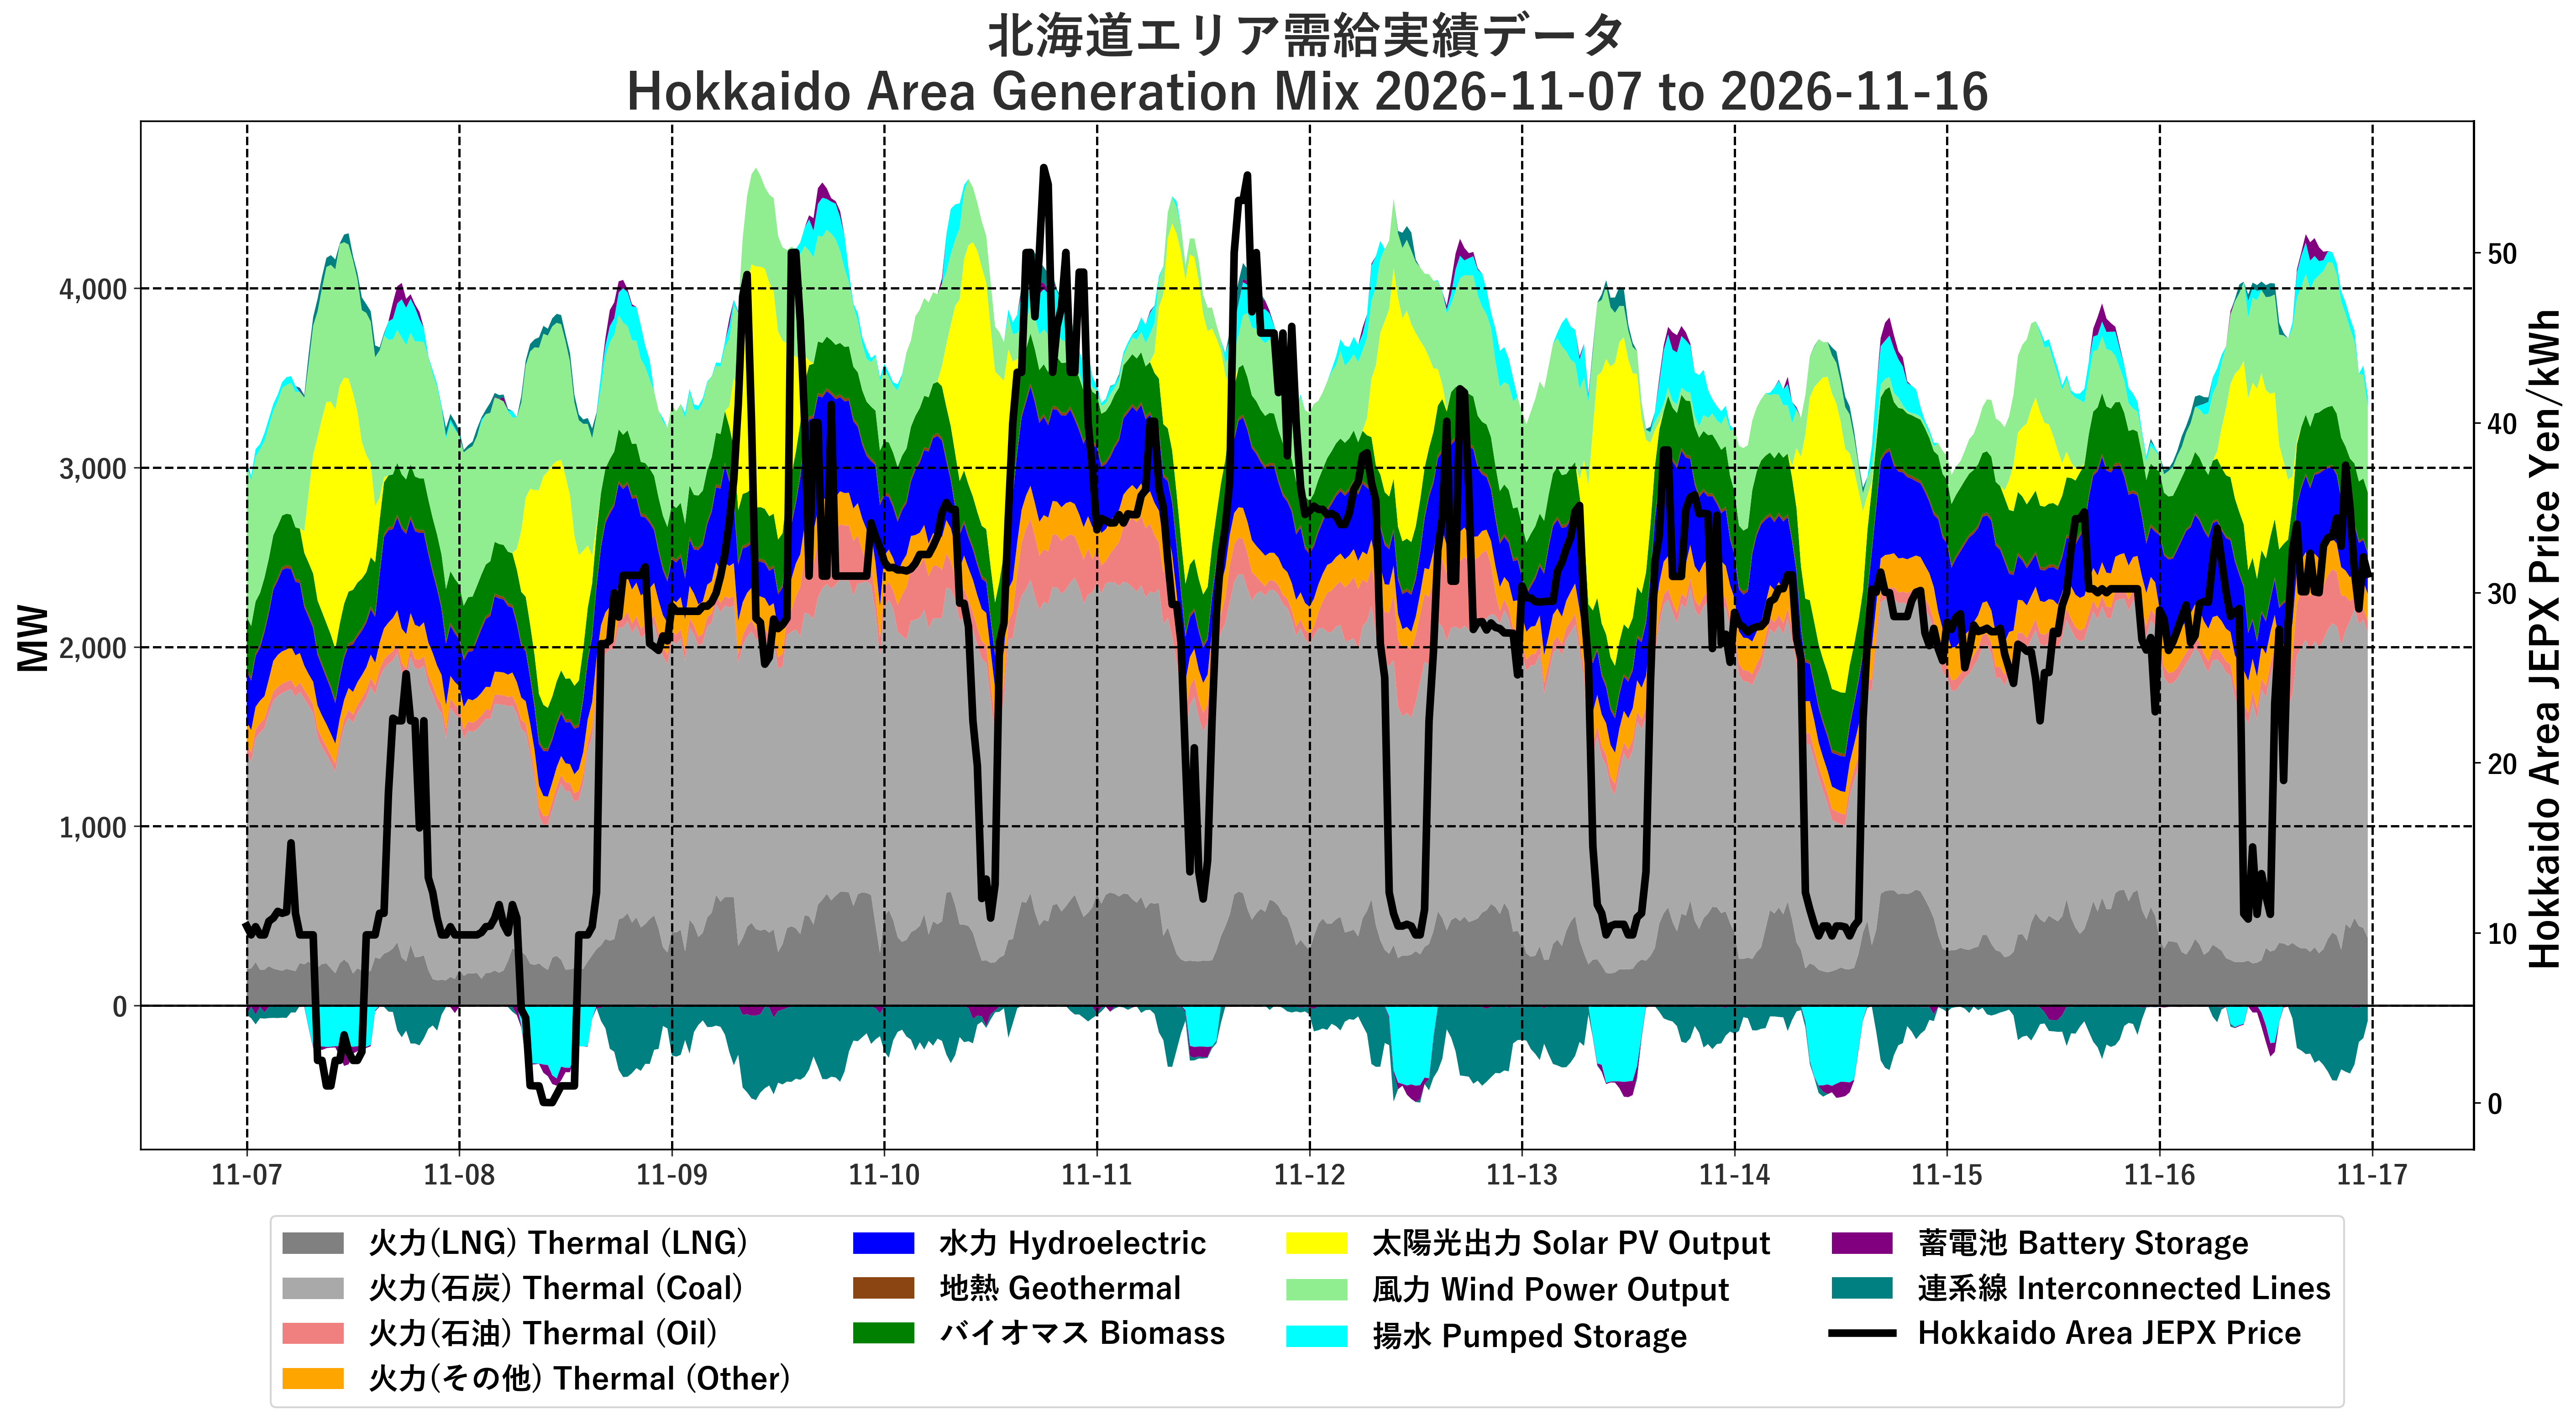 北海道エリア需給実績データ
Hokkaido Area Generation Mix 2026-11-07 to 2026-11-16
MW
4,000
3,000
2,000
1,000
0
50
40
30
20
10
0
Hokkaido Area JEPX Price Yen/kWh
11-07 11-08 11-09 11-10 11-11 11-12 11-13 11-14 11-15 11-16 11-17
火力(LNG) Thermal (LNG)
火力(石炭) Thermal (Coal)
火力(石油) Thermal (Oil)
火力(その他) Thermal (Other)
水力 Hydroelectric
地熱 Geothermal
バイオマス Biomass
太陽光出力 Solar PV Output
風力 Wind Power Output
揚水 Pumped Storage
蓄電池 Battery Storage
連系線 Interconnected Lines
Hokkaido Area JEPX Price